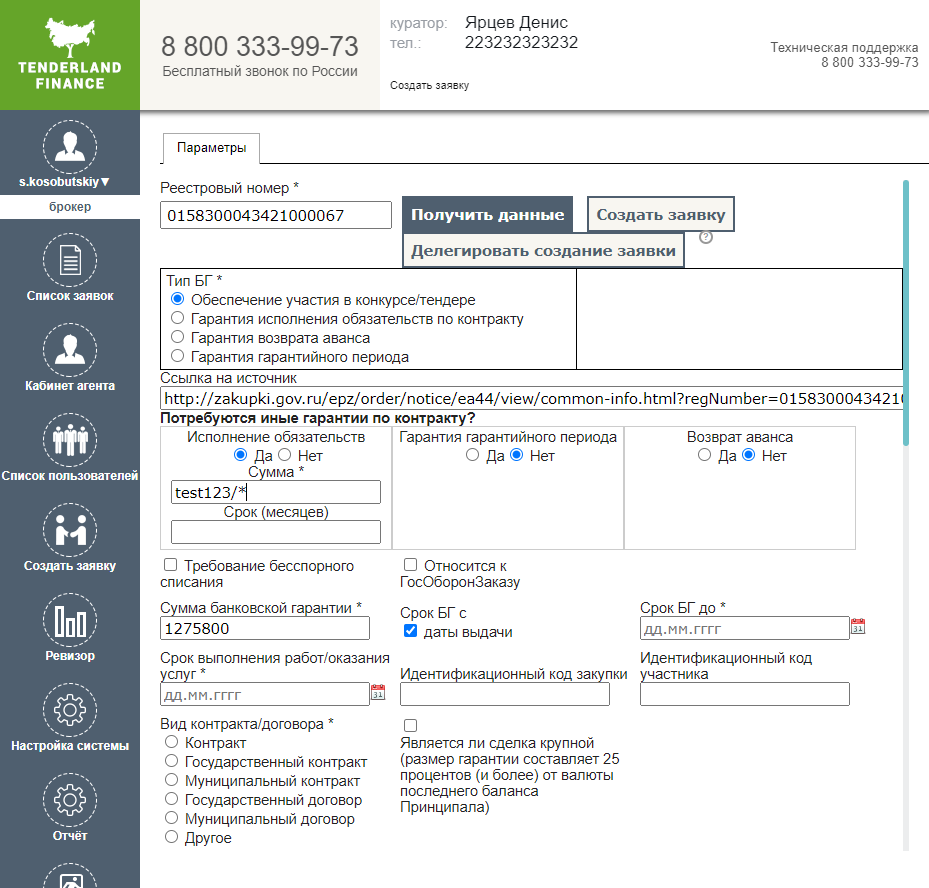 TENDERLAND
FINANCE
8 800 333-99-73
Бесплатный звонок по России
куратор: Ярцев Денис
тел.: 223232323232
Создать заявку
Техническая поддержка
8 800 333-99-73
s.kosobutskiy▼
брокер
Список заявок
Кабинет агента
Список пользователей
Создать заявку
Ревизор
Настройка системы
Отчёт
Параметры
Реестровый номер *
0158300043421000067
Получить данные
Создать заявку
Делегировать создание заявки
?
Тип БГ *
Обеспечение участия в конкурсе/тендере
Гарантия исполнения обязательств по контракту
Гарантия возврата аванса
Гарантия гарантийного периода
Ссылка на источник
http://zakupki.gov.ru/epz/order/notice/ea44/view/common-info.html?regNumber=01583000434210
Потребуются иные гарантии по контракту?
Исполнение обязательств
Да Нет
Сумма *
test123/*
Срок (месяцев)
Гарантия гарантийного периода
Да Нет
Возврат аванса
Да Нет
Требование бесспорного
списания
Относится к
ГосОборонЗаказу
Сумма банковской гарантии *
1275800
Срок БГ с
даты выдачи
Срок БГ до *
дд.мм.гггг
31
Срок выполнения работ/оказания
услуг *
дд.мм.гггг
31
Идентификационный код закупки
Идентификационный код
участника
Вид контракта/договора *
Контракт
Государственный контракт
Муниципальный контракт
Государственный договор
Муниципальный договор
Другое
Является ли сделка крупной
(размер гарантии составляет 25
процентов (и более) от валюты
последнего баланса
Принципала)